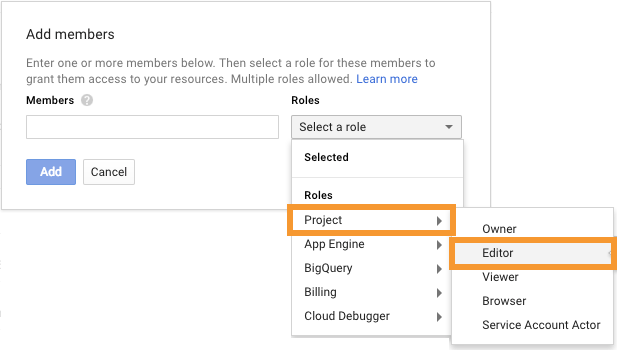 Add members
Enter one or more members below. Then select a role for these members to
grant them access to your resources. Multiple roles allowed. Learn more
Members ?
Roles
Select a role
Add
Cancel
Selected
Roles
Project
App Engine
BigQuery
Billing
Cloud Debugger
Owner
Editor
Viewer
Browser
Service Account Actor